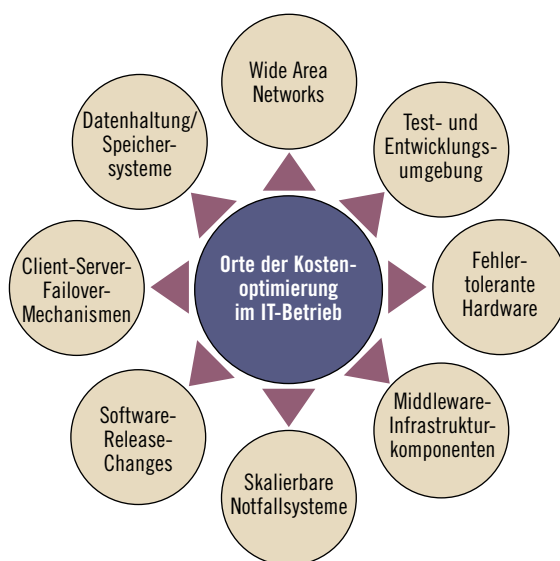 Wide Area
Networks
Test- und
Entwicklungs-
umgebung
Fehler-
tolerante
Hardware
Middleware-
Infrastruktur-
komponenten
Skalierbare
Notfallsysteme
Software-
Release-
Changes
Client-Server-
Failover-
Mechanismen
Datenhaltung/
Speicher-
systeme
Orte der Kosten-
optimierung
im IT-Betrieb